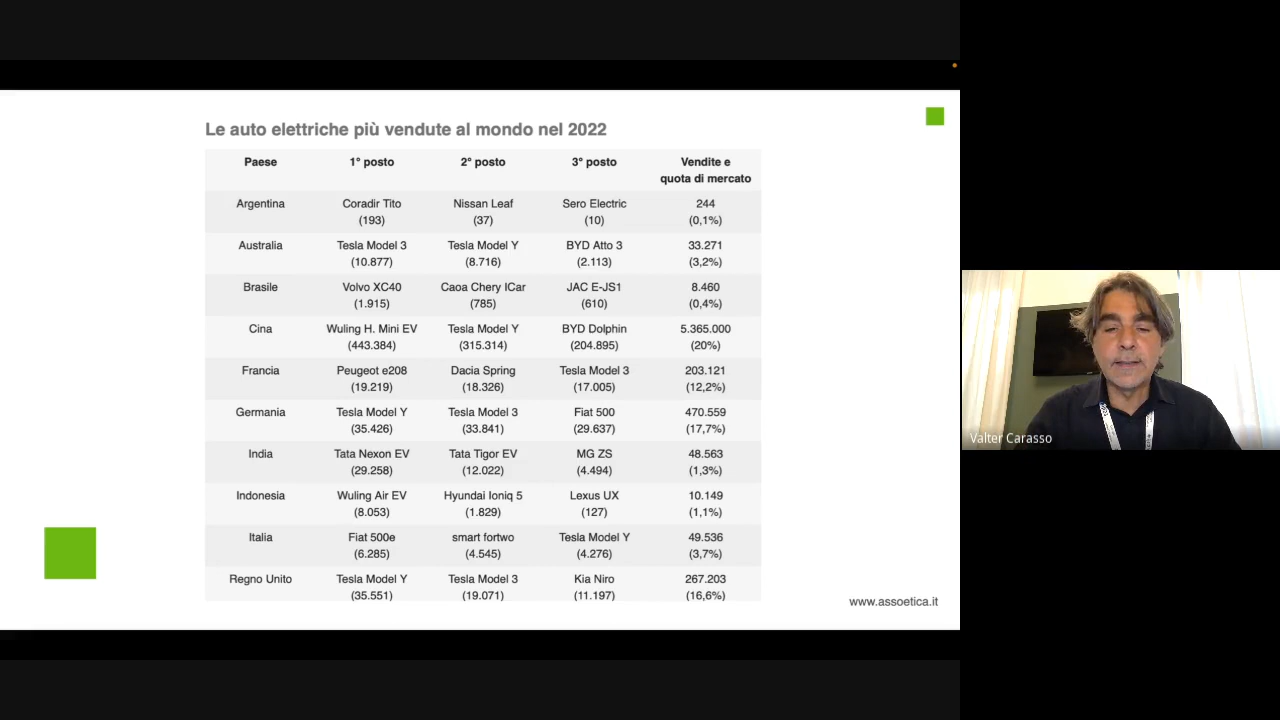 Le auto elettriche più vendute al mondo nel 2022
Paese 1° posto 2° posto 3° posto Vendite e
quota di mercato
Argentina Coradir Tito Nissan Leaf Sero Electric 244
(193) (37) (10) (0,1%)
Australia Tesla Model 3 Tesla Model Y BYD Atto 3 33.271
(10.877) (8.716) (2.113) (3,2%)
Brasile Volvo XC40 Caoa Chery ICar JAC E-JS1 8.460
(1.915) (785) (610) (0,4%)
Cina Wuling H. Mini EV Tesla Model Y BYD Dolphin 5.365.000
(443.384) (315.314) (204.895) (20%)
Francia Peugeot e208 Dacia Spring Tesla Model 3 203.121
(19.219) (18.326) (17.005) (12,2%)
Germania Tesla Model Y Tesla Model 3 Fiat 500 470.559
(35.426) (33.841) (29.637) (17,7%)
India Tata Nexon EV Tata Tigor EV MG ZS 48.563
(29.258) (12.022) (4.494) (1,3%)
Indonesia Wuling Air EV Hyundai Ioniq 5 Lexus UX 10.149
(8.053) (1.829) (127) (1,1%)
Italia Fiat 500e smart fortwo Tesla Model Y 49.536
(6.285) (4.545) (4.276) (3,7%)
Regno Unito Tesla Model Y Tesla Model 3 Kia Niro 267.203
(35.551) (19.071) (11.197) (16,6%)
www.assoetica.it
Valter Carasso